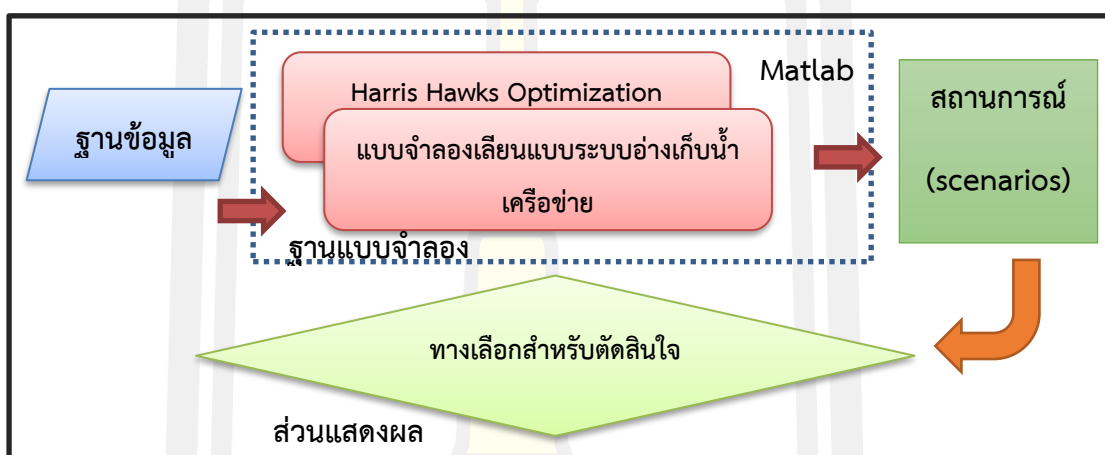 ฐานข้อมูล
Harris Hawks Optimization
Matlab
แบบจำลองเลียนแบบระบบอ่างเก็บน้ำ
เครือข่าย
ฐานแบบจำลอง
สถานการณ์
(scenarios)
ทางเลือกสำหรับตัดสินใจ
ส่วนแสดงผล